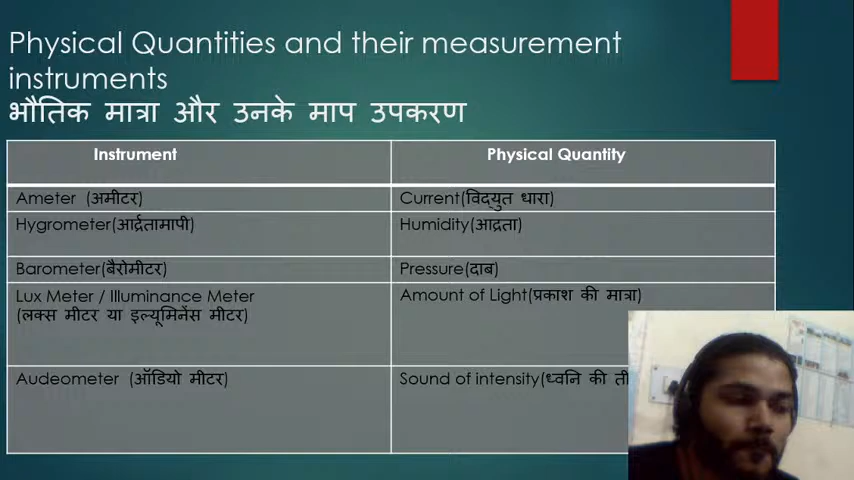 Physical Quantities and their measurement
instruments
भौतिक मात्रा और उनके माप उपकरण
Instrument
Physical Quantity
Ameter (अमीटर)
Current(विद्युत धारा)
Hygrometer(आर्द्रतामापी)
Humidity(आद्रता)
Barometer(बैरोमीटर)
Pressure(दाब)
Lux Meter / Illuminance Meter
(लक्स मीटर या इल्यूमिनेंस मीटर)
Amount of Light(प्रकाश की मात्रा)
Audeometer (ऑडियो मीटर)
Sound of intensity(ध्वनि की